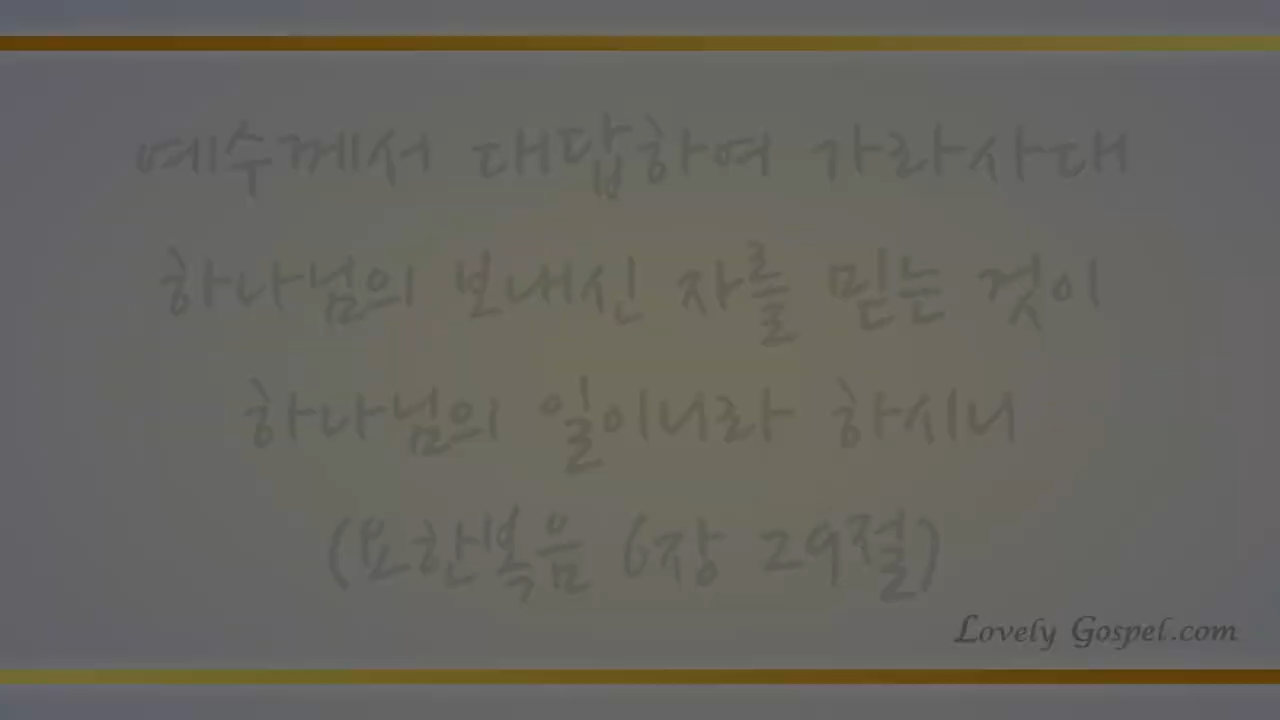 예수께서 대답하여 가라사대
하나님의 보내신 자를 믿는 것이
하나님의 일이니라 하시니
(요한복음 6장 29절)
Lovely Gospel.com